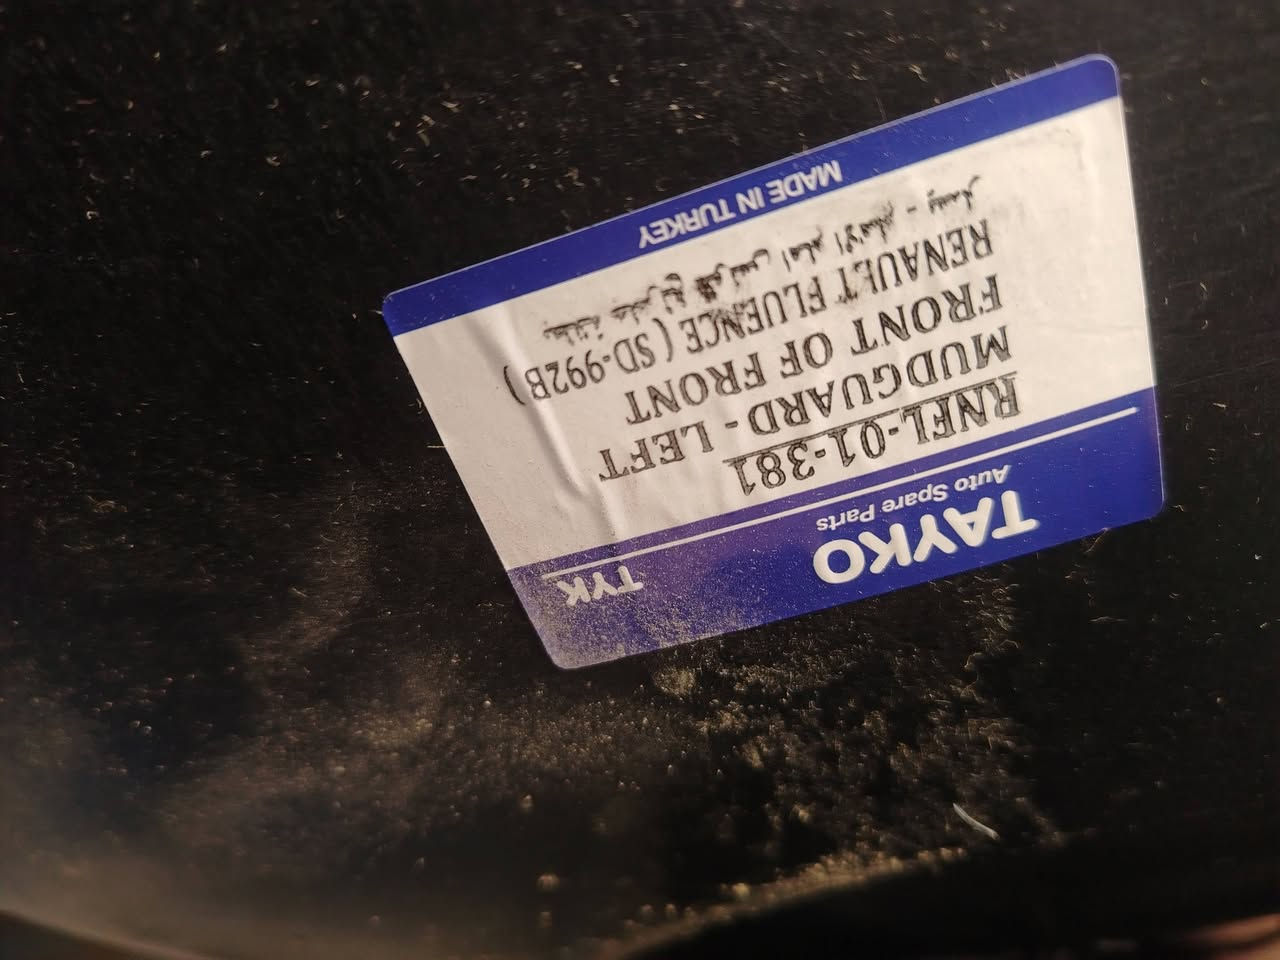 TAYKO
TYK
Auto Spare Parts
RNFL-01-381
MUDGUARD - LEFT
FRONT OF FRONT
RENAULT FLUENCE ( SD-992B )
MADE IN TURKEY